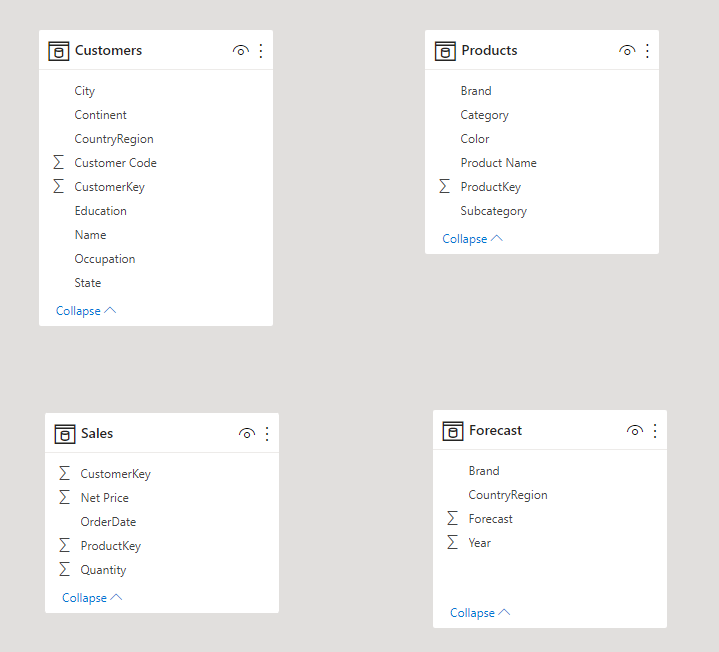 Customers
City
Continent
CountryRegion
Customer Code
CustomerKey
Education
Name
Occupation
State
Collapse
Products
Brand
Category
Color
Product Name
ProductKey
Subcategory
Collapse
Sales
CustomerKey
Net Price
OrderDate
ProductKey
Quantity
Collapse
Forecast
Brand
CountryRegion
Forecast
Year
Collapse